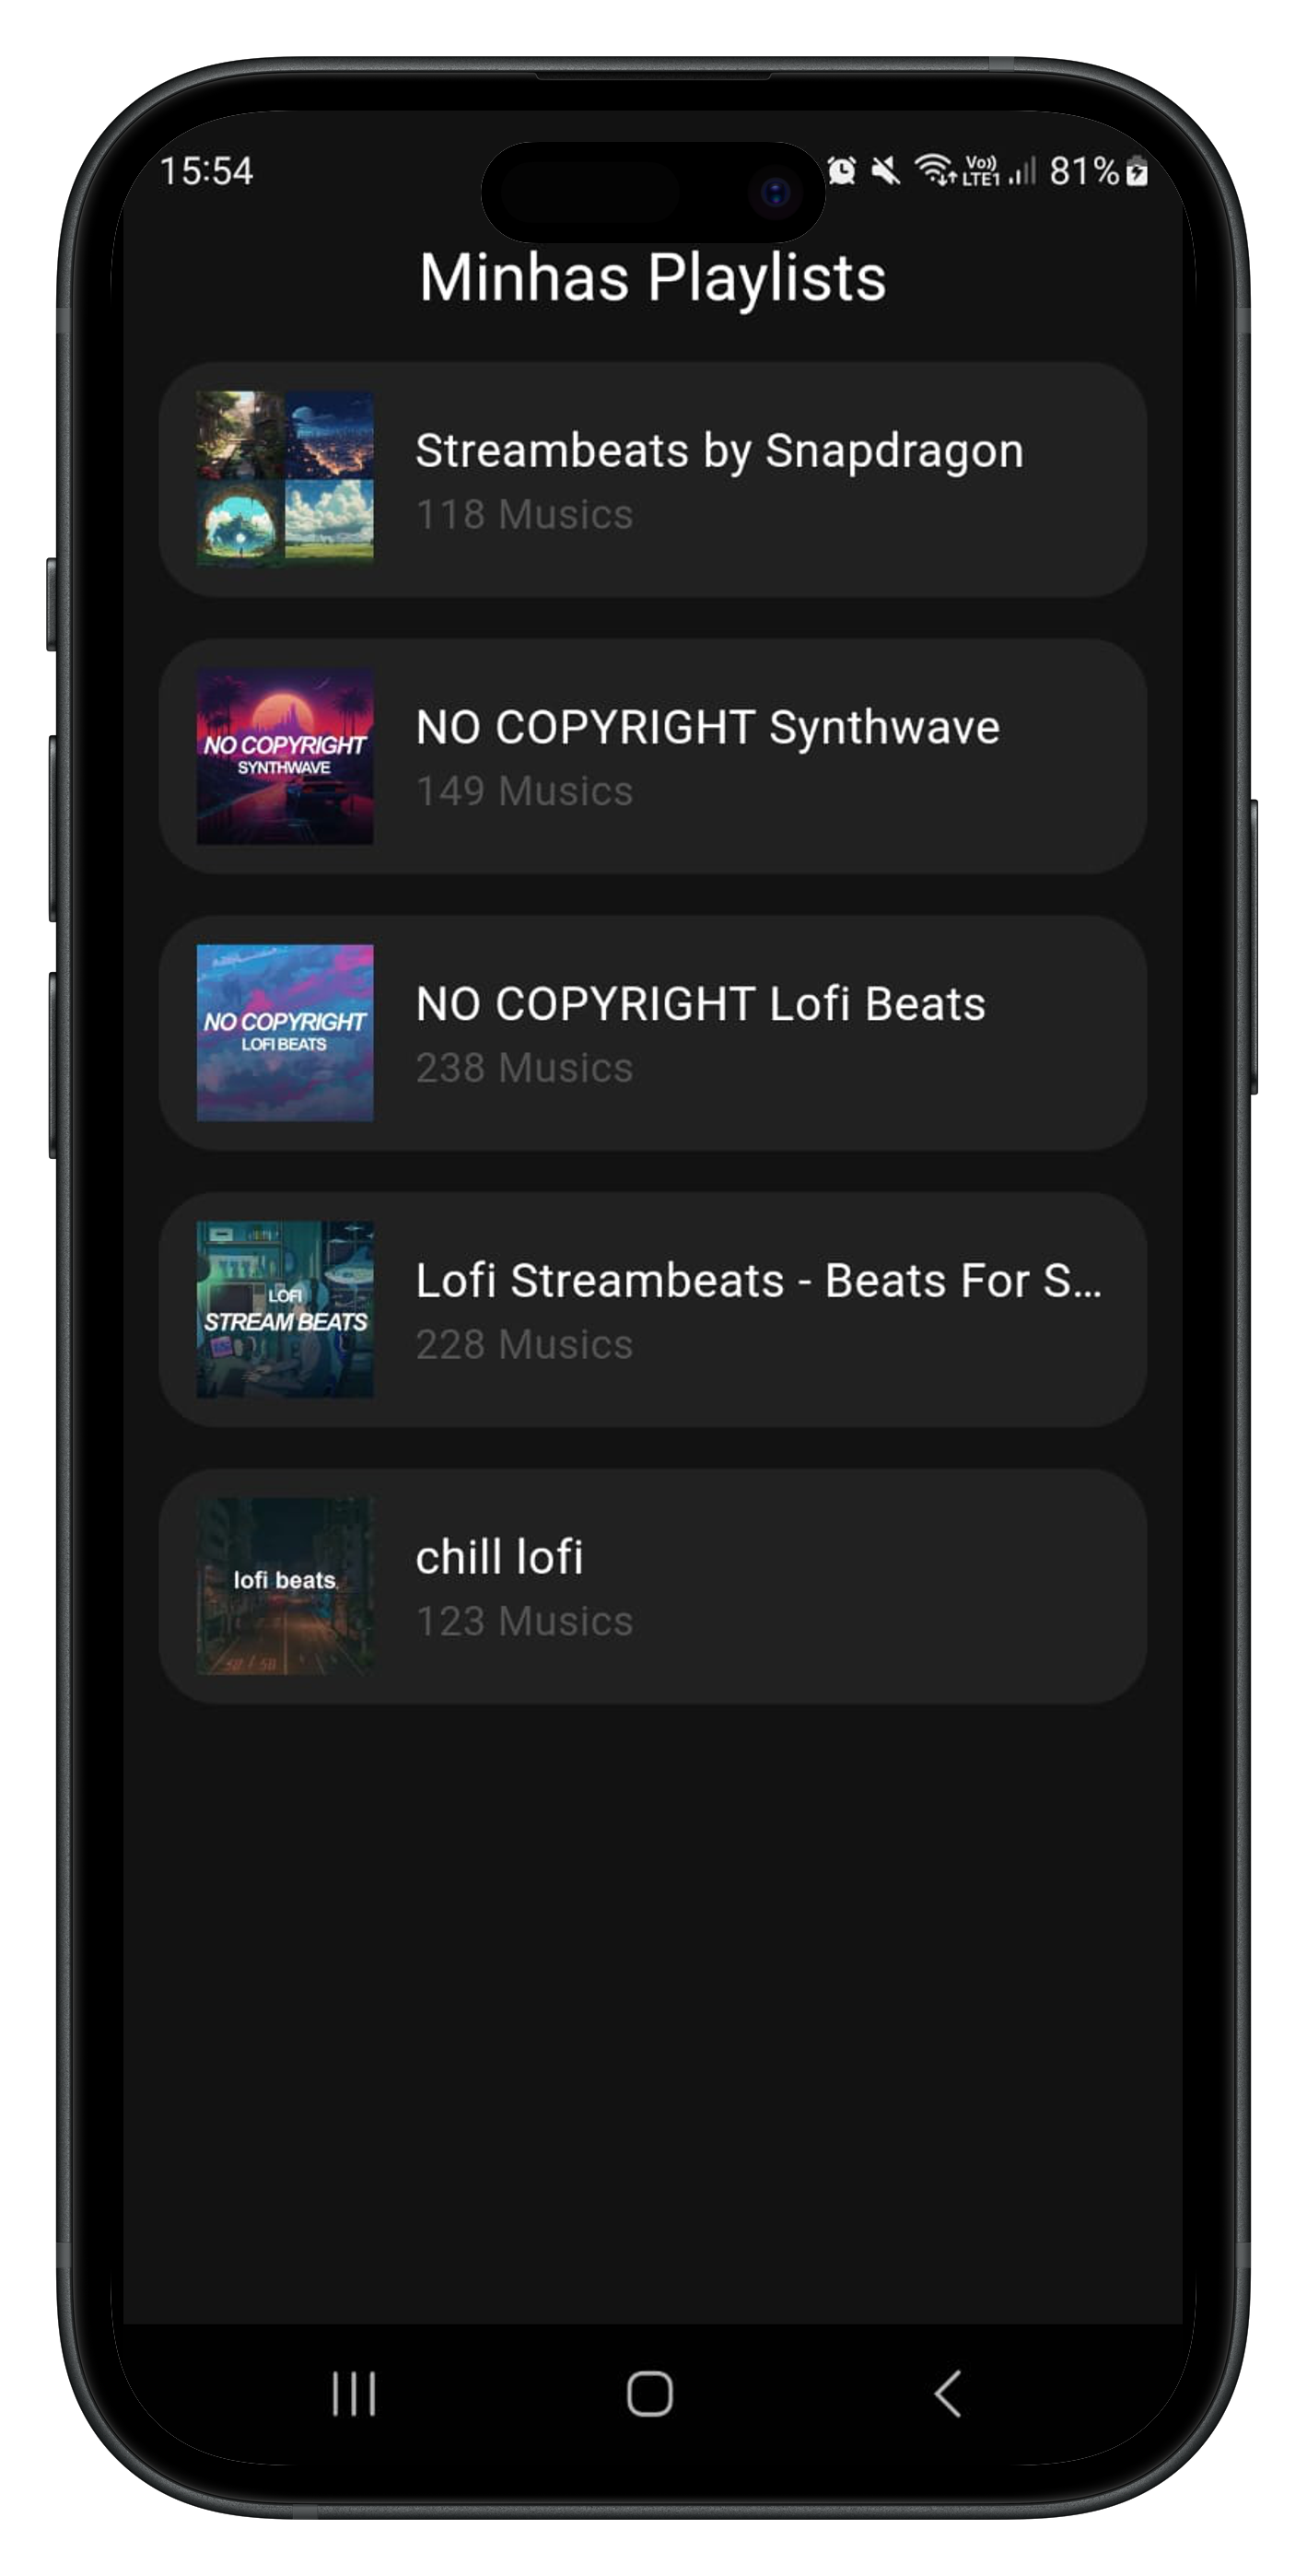 15:54
Vo)) LTE1 81%
Minhas Playlists
Streambeats by Snapdragon
118 Musics
NO COPYRIGHT
SYNTHWAVE
NO COPYRIGHT Synthwave
149 Musics
NO COPYRIGHT
LOFI BEATS
NO COPYRIGHT Lofi Beats
238 Musics
LOFI
STREAM BEATS
Lofi Streambeats - Beats For S...
228 Musics
lofi beats.
chill lofi
123 Musics